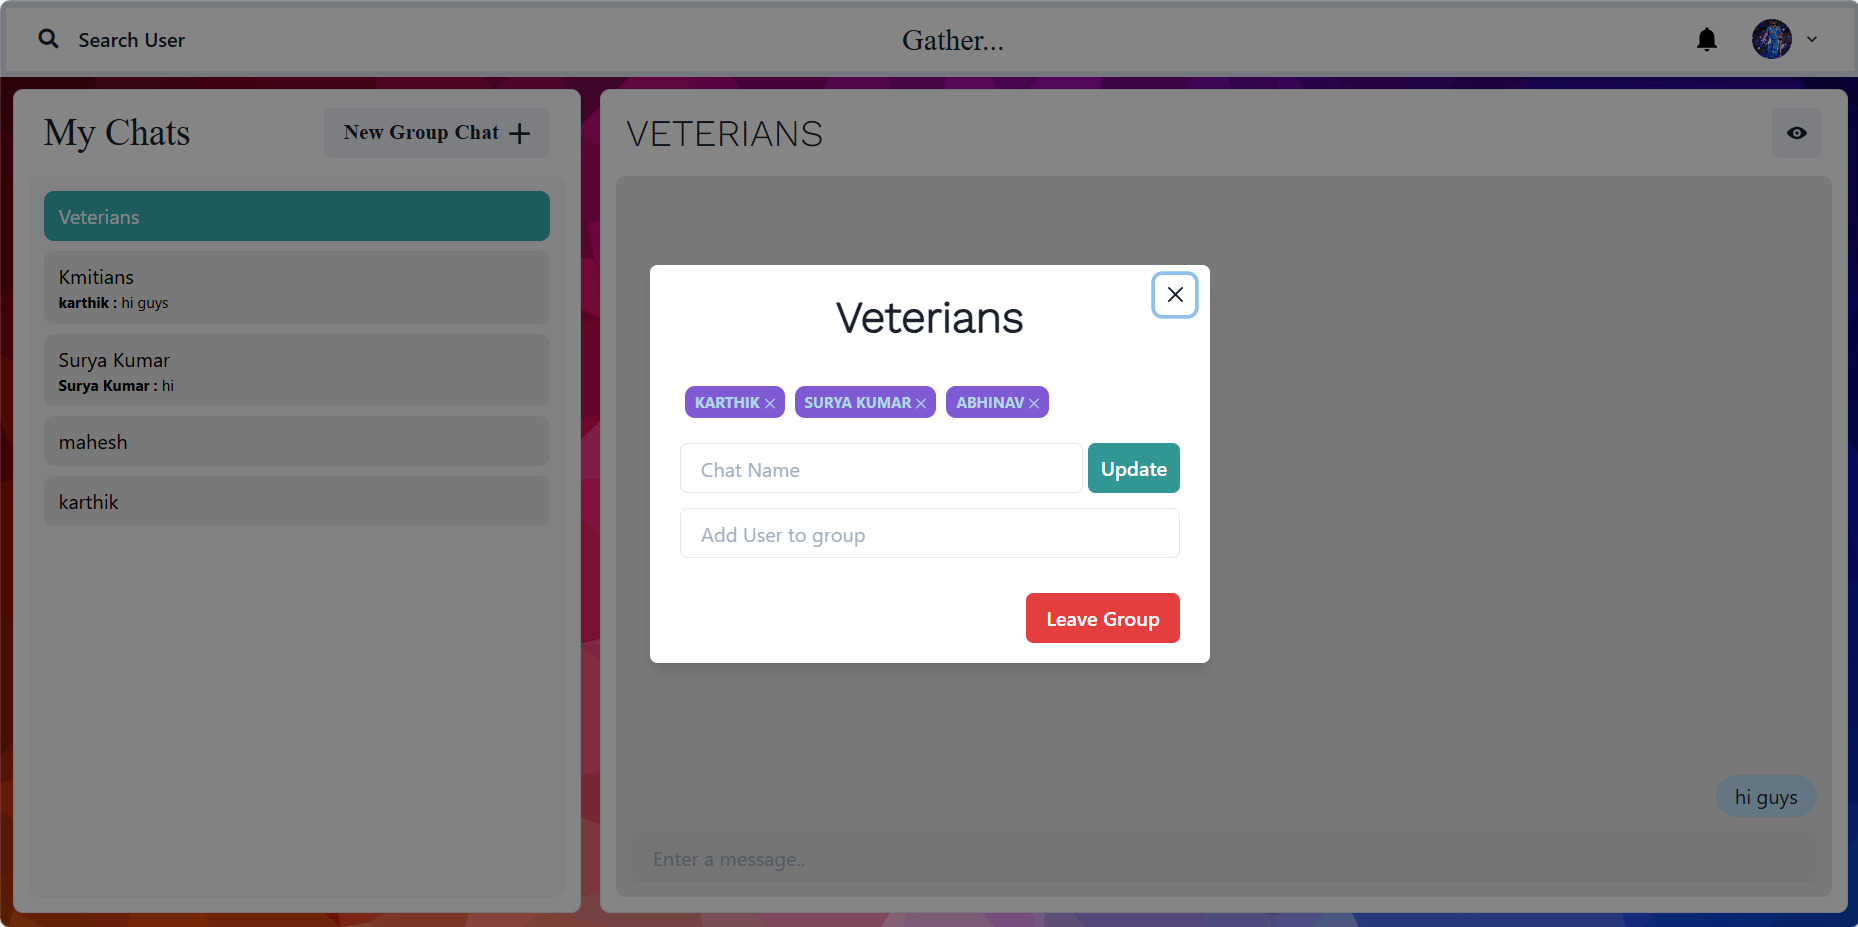 Search User
Gather...
My Chats
New Group Chat
Veterians
Kmitians
karthik : hi guys
Surya Kumar
Surya Kumar : hi
mahesh
karthik
VETERIANS
Veterians
KARTHIK
SURYA KUMAR
ABHINAV
Chat Name
Update
Add User to group
Leave Group
hi guys
Enter a message..